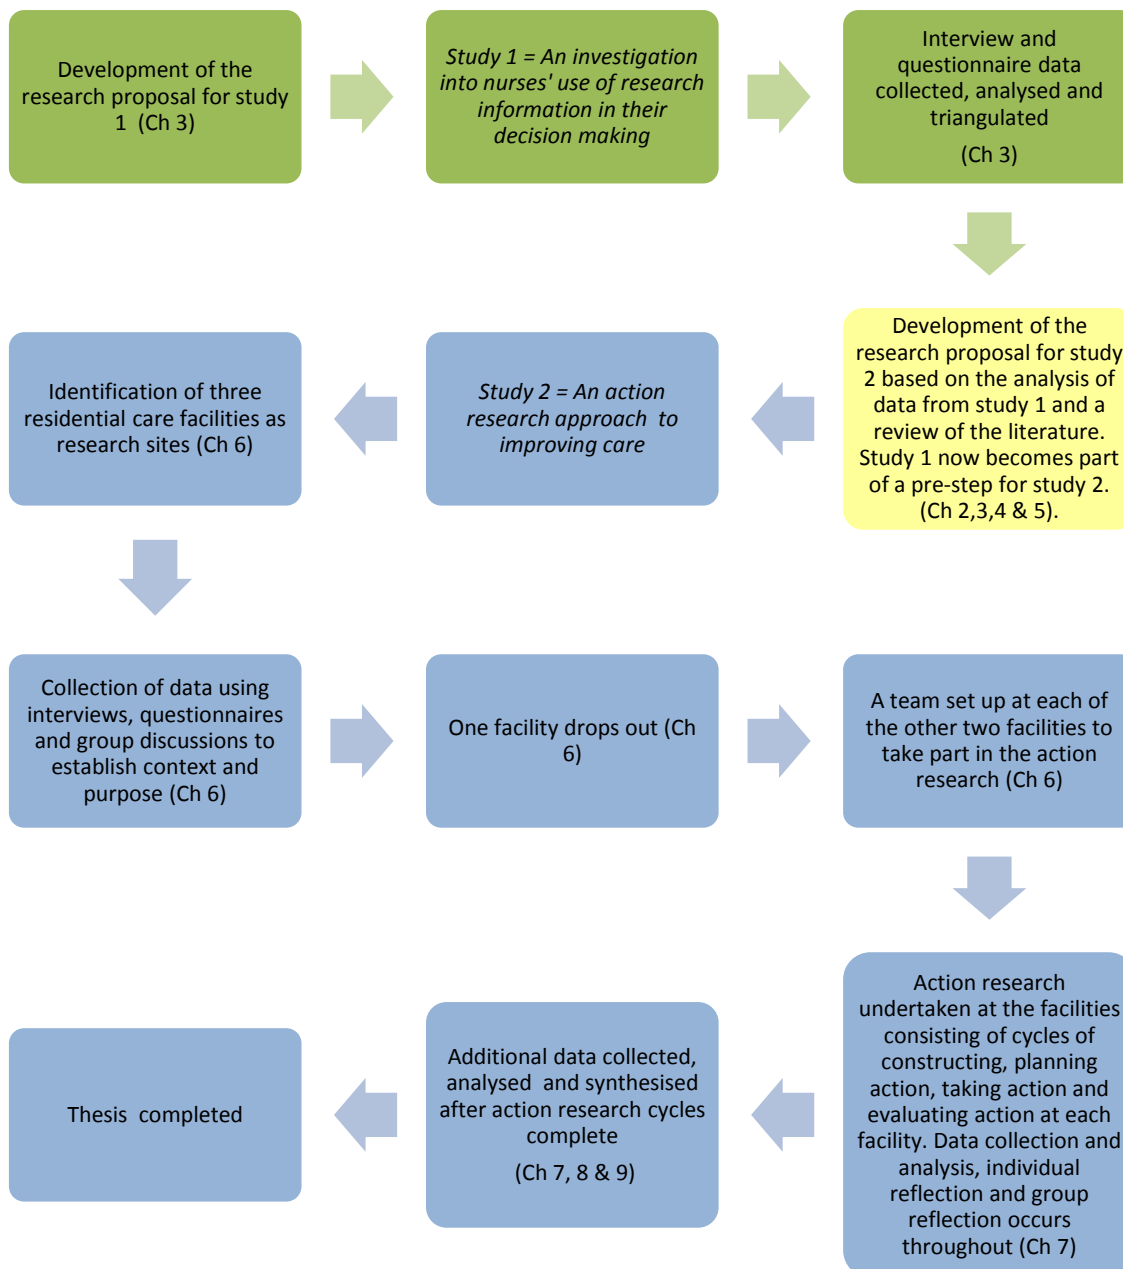 Development of the
research proposal for study
1  (Ch 3)
Study 1 = An investigation
into nurses' use of research
information in their
decision making
Interview and
questionnaire data
collected, analysed and
triangulated
(Ch 3)
Development of the
research proposal for study
2 based on the analysis of
data from study 1 and a
review of the literature.
Study 1 now becomes part
of a pre-step for study 2.
(Ch 2,3,4 & 5).
Study 2 = An action
research approach  to
improving care
Identification of three
residential care facilities as
research sites (Ch 6)
Collection of data using
interviews, questionnaires
and group discussions to
establish context and
purpose (Ch 6)
One facility drops out (Ch
6)
A team set up at each of
the other two facilities to
take part in the action
research (Ch 6)
Action research
undertaken at the facilities
consisting of cycles of
constructing, planning
action, taking action and
evaluating action at each
facility. Data collection and
analysis, individual
reflection and group
reflection occurs
throughout (Ch 7)
Additional data collected,
analysed  and synthesised
after action research cycles
complete
(Ch 7, 8 & 9)
Thesis  completed